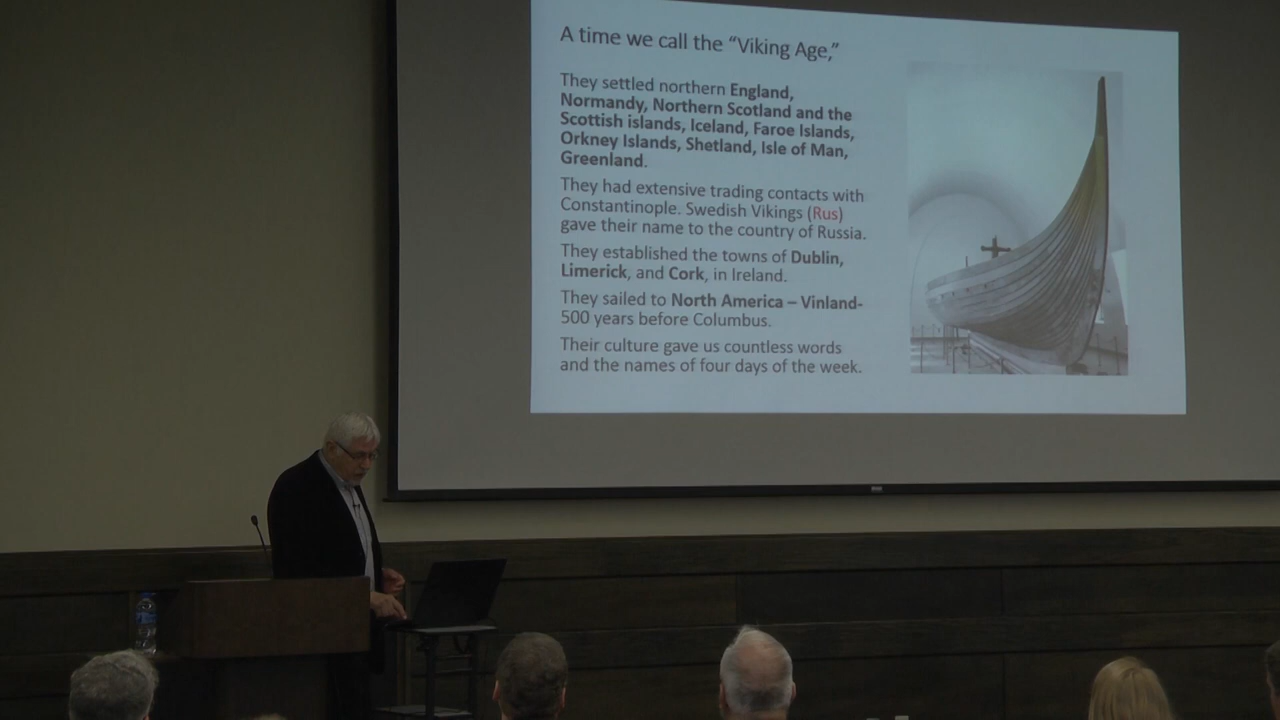 A time we call the “Viking Age,”
They settled northern England,
Normandy, Northern Scotland and the
Scottish islands, Iceland, Faroe Islands,
Orkney Islands, Shetland, Isle of Man,
Greenland.
They had extensive trading contacts with
Constantinople. Swedish Vikings (Rus)
gave their name to the country of Russia.
They established the towns of Dublin,
Limerick, and Cork, in Ireland.
They sailed to North America – Vinland-
500 years before Columbus.
Their culture gave us countless words
and the names of four days of the week.